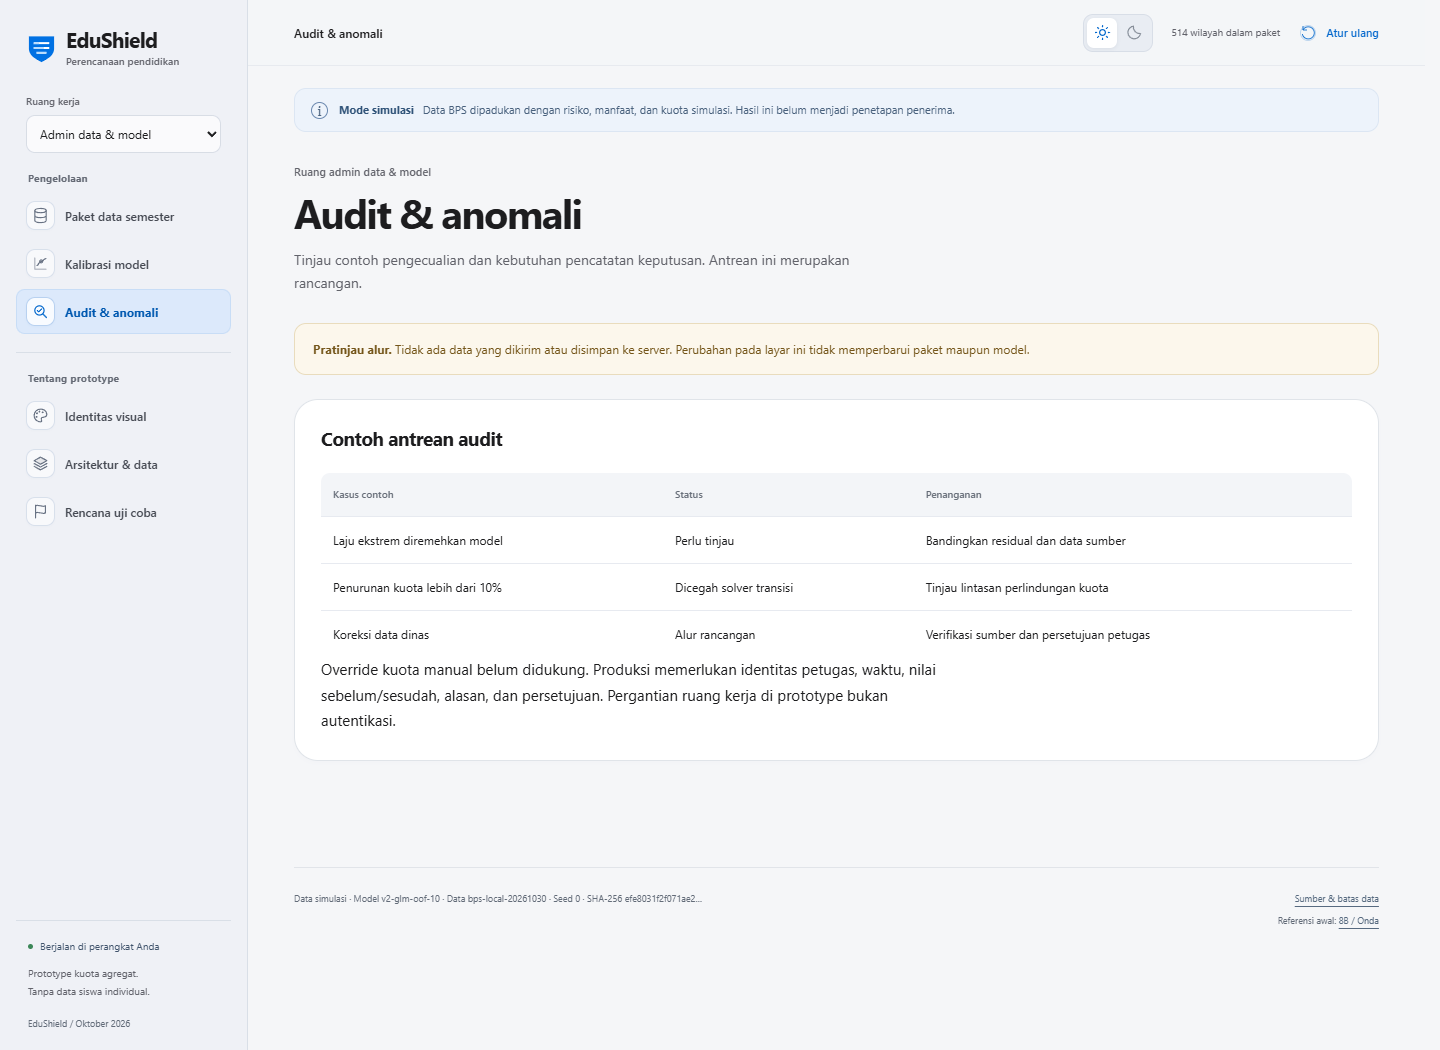 EduShield
Perencanaan pendidikan
Ruang kerja
Admin data & model
Pengelolaan
Paket data semester
Kalibrasi model
Audit & anomali
Tentang prototype
Identitas visual
Arsitektur & data
Rencana uji coba
Berjalan di perangkat Anda
Prototype kuota agregat.
Tanpa data siswa individual.
EduShield / Oktober 2026
Audit & anomali
514 wilayah dalam paket
Atur ulang
Mode simulasi Data BPS dipadukan dengan risiko, manfaat, dan kuota simulasi. Hasil ini belum menjadi penetapan penerima.
Ruang admin data & model
Audit & anomali
Tinjau contoh pengecualian dan kebutuhan pencatatan keputusan. Antrean ini merupakan
rancangan.
Pratinjau alur. Tidak ada data yang dikirim atau disimpan ke server. Perubahan pada layar ini tidak memperbarui paket maupun model.
Contoh antrean audit
Kasus contoh Status Penanganan
Laju ekstrem diremehkan model Perlu tinjau Bandingkan residual dan data sumber
Penurunan kuota lebih dari 10% Dicegah solver transisi Tinjau lintasan perlindungan kuota
Koreksi data dinas Alur rancangan Verifikasi sumber dan persetujuan petugas
Override kuota manual belum didukung. Produksi memerlukan identitas petugas, waktu, nilai
sebelum/sesudah, alasan, dan persetujuan. Pergantian ruang kerja di prototype bukan
autentikasi.
Data simulasi · Model v2-glm-oof-10 · Data bps-local-20261030 · Seed 0 · SHA-256 efe8031f2f071ae2…
Sumber & batas data
Referensi awal: 8B / Onda